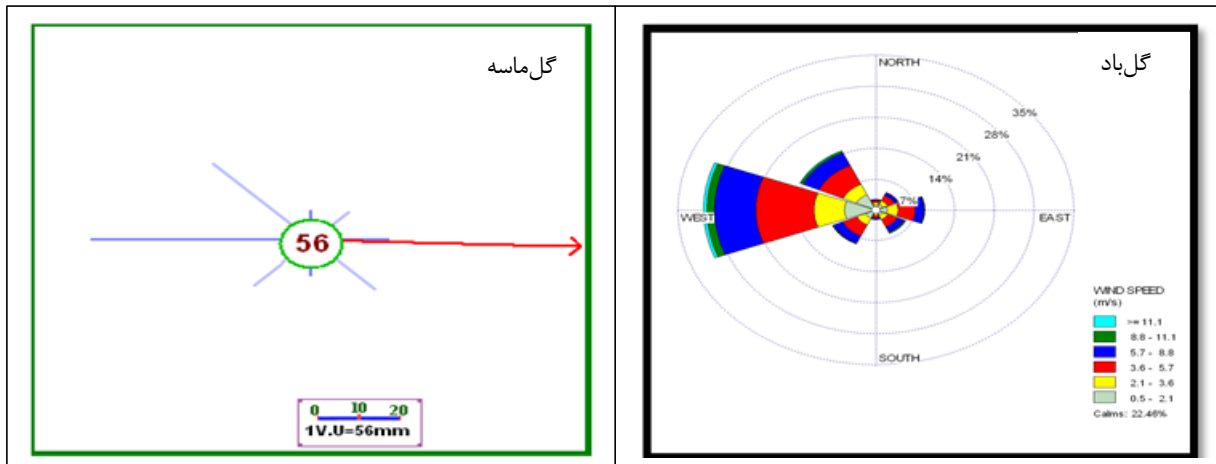 گل‌ماسه
56
0 10 20
1V.U=56mm
گل‌باد
NORTH
35%
28%
21%
14%
7%
WEST
EAST
SOUTH
WIND SPEED
(m/s)
>= 11.1
8.8 - 11.1
5.7 - 8.8
3.6 - 5.7
2.1 - 3.6
0.5 - 2.1
Calms: 22.46%